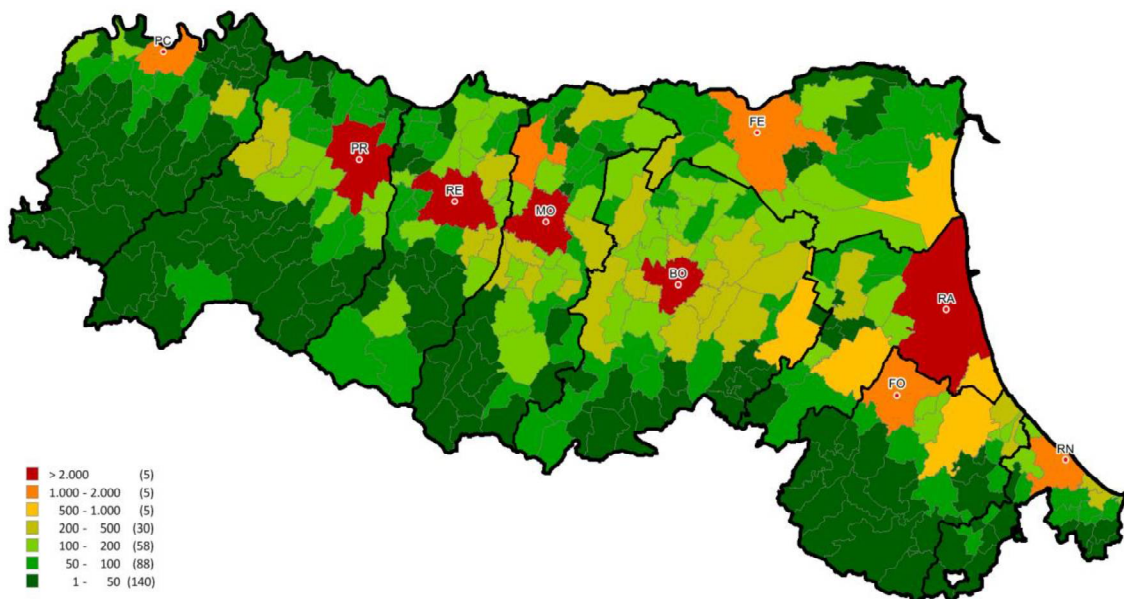 PC
FE
PR
RE
MO
BO
RA
FO
RN
> 2.000 (5)
1.000 - 2.000 (5)
500 - 1.000 (5)
200 - 500 (30)
100 - 200 (58)
50 - 100 (88)
1 - 50 (140)